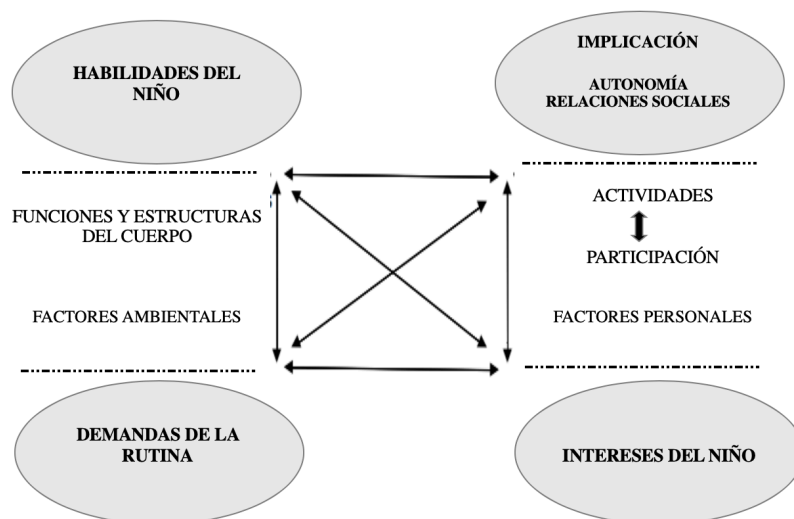 HABILIDADES DEL
NIÑO
IMPLICACIÓN
AUTONOMÍA
RELACIONES SOCIALES
FUNCIONES Y ESTRUCTURAS
DEL CUERPO
ACTIVIDADES
PARTICIPACIÓN
FACTORES AMBIENTALES
FACTORES PERSONALES
DEMANDAS DE LA
RUTINA
INTERESES DEL NIÑO